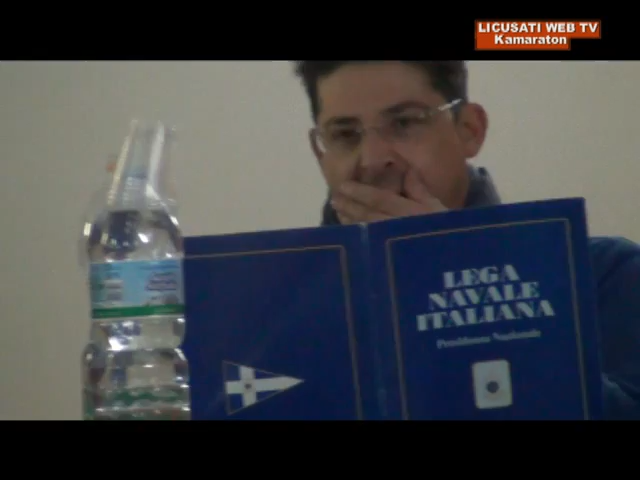 LICUSATI WEB TV
Kamaraton
LEGA
NAVALE
ITALIANA
Presidenza Nazionale